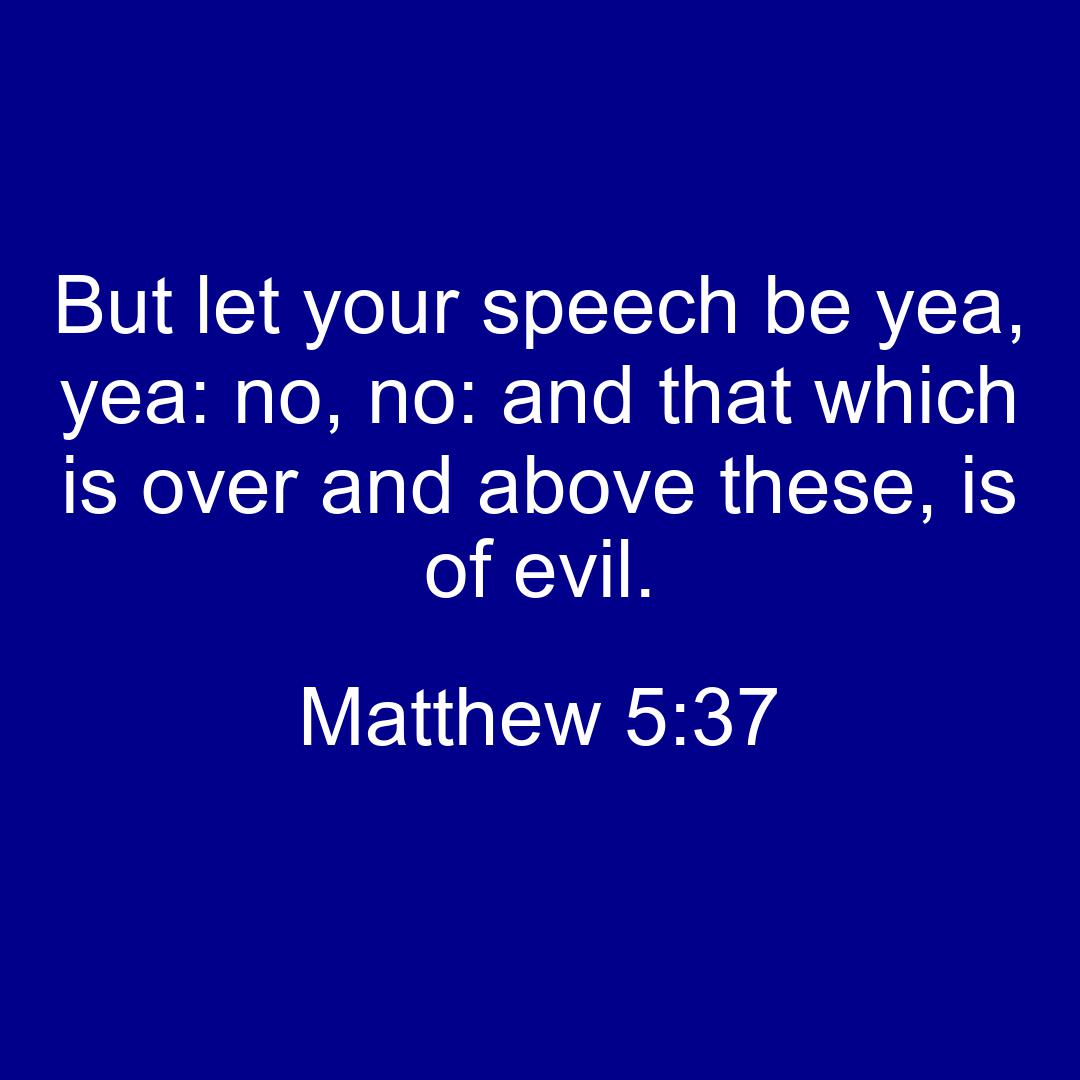 But let your speech be yea,
yea: no, no: and that which
is over and above these, is
of evil.
Matthew 5:37